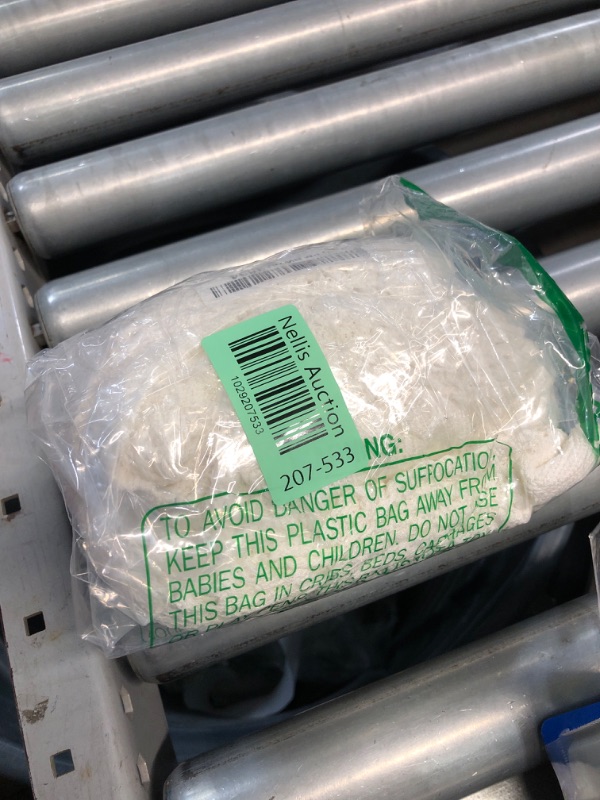 Nellis Auction
1029207533
207-533
NG:
TO AVOID DANGER OF SUFFOCATIO
KEEP THIS PLASTIC BAG AWAY FROM
BABIES AND CHILDREN. DO NOT USE
THIS BAG IN CRIBS, BEDS, CARRIAGES